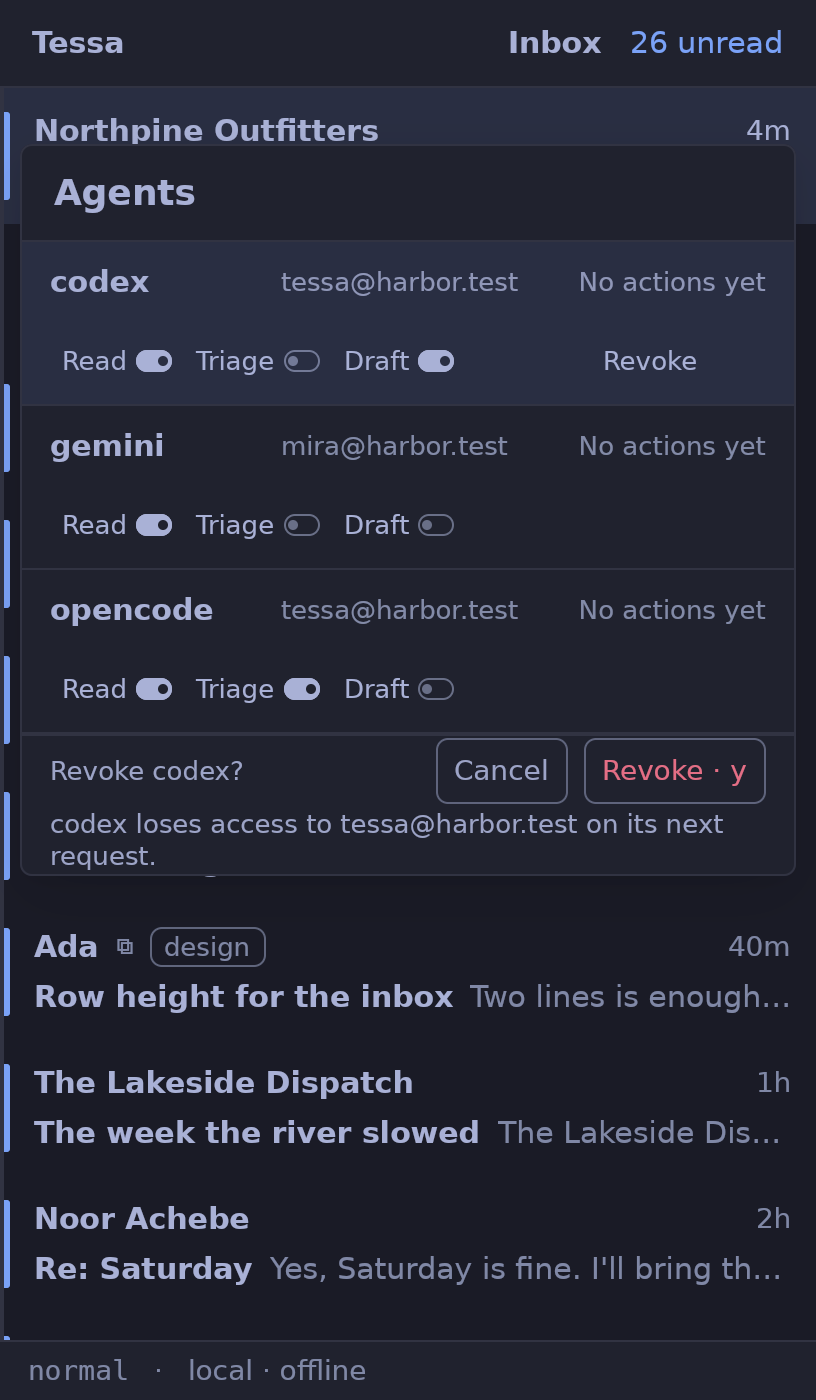 Tessa Inbox 26 unread
Northpine Outfitters 4m
Agents
codex tessa@harbor.test No actions yet
Read Triage Draft Revoke
gemini mira@harbor.test No actions yet
Read Triage Draft
opencode tessa@harbor.test No actions yet
Read Triage Draft
Revoke codex? Cancel Revoke · y
codex loses access to tessa@harbor.test on its next
request.
Ada design 40m
Row height for the inbox Two lines is enough…
The Lakeside Dispatch 1h
The week the river slowed The Lakeside Dis…
Noor Achebe 2h
Re: Saturday Yes, Saturday is fine. I'll bring th…
normal · local · offline